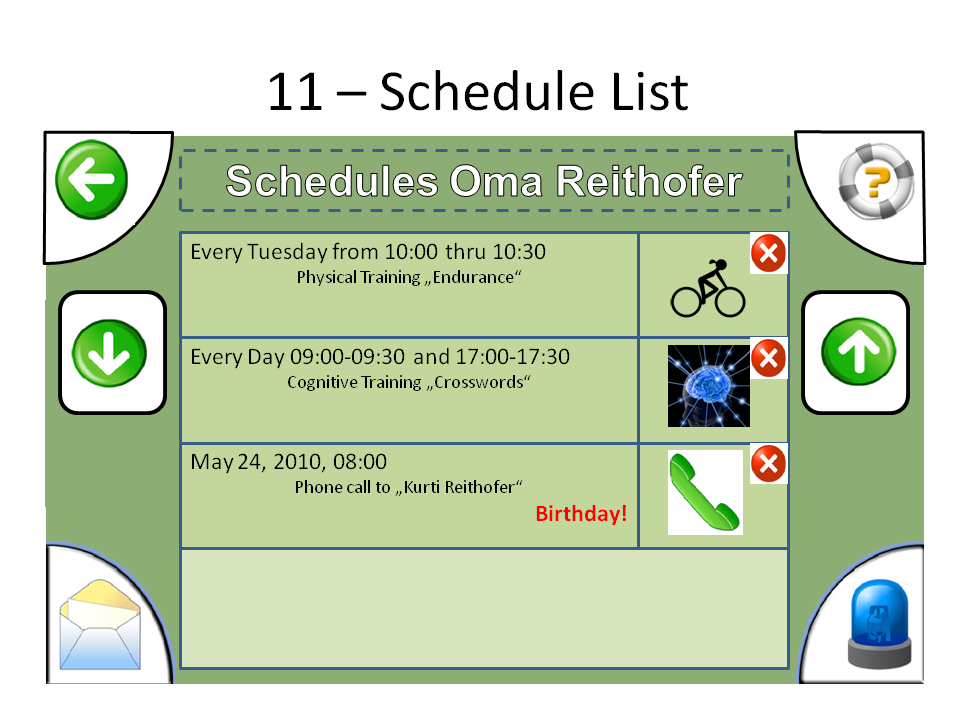 11 – Schedule List
Schedules Oma Reithofer
Every Tuesday from 10:00 thru 10:30
Physical Training „Endurance“
Every Day 09:00-09:30 and 17:00-17:30
Cognitive Training „Crosswords“
May 24, 2010, 08:00
Phone call to „Kurti Reithofer“
Birthday!
?